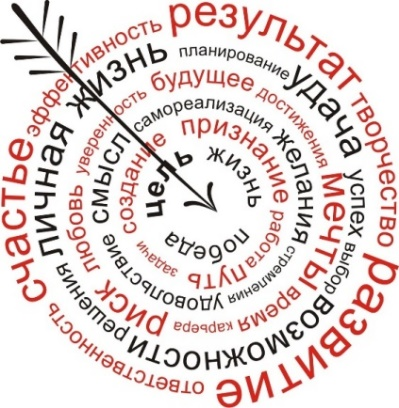 ответственность счастье эффективность результат творчество развитие
решения личная жизнь планирование удача успех выбор возможности
риск любовь уверенность будущее достижения мечты время карьера
удовольствие смысл самореализация желания стремления
задачи создание признание работа путь
цель жизнь победа